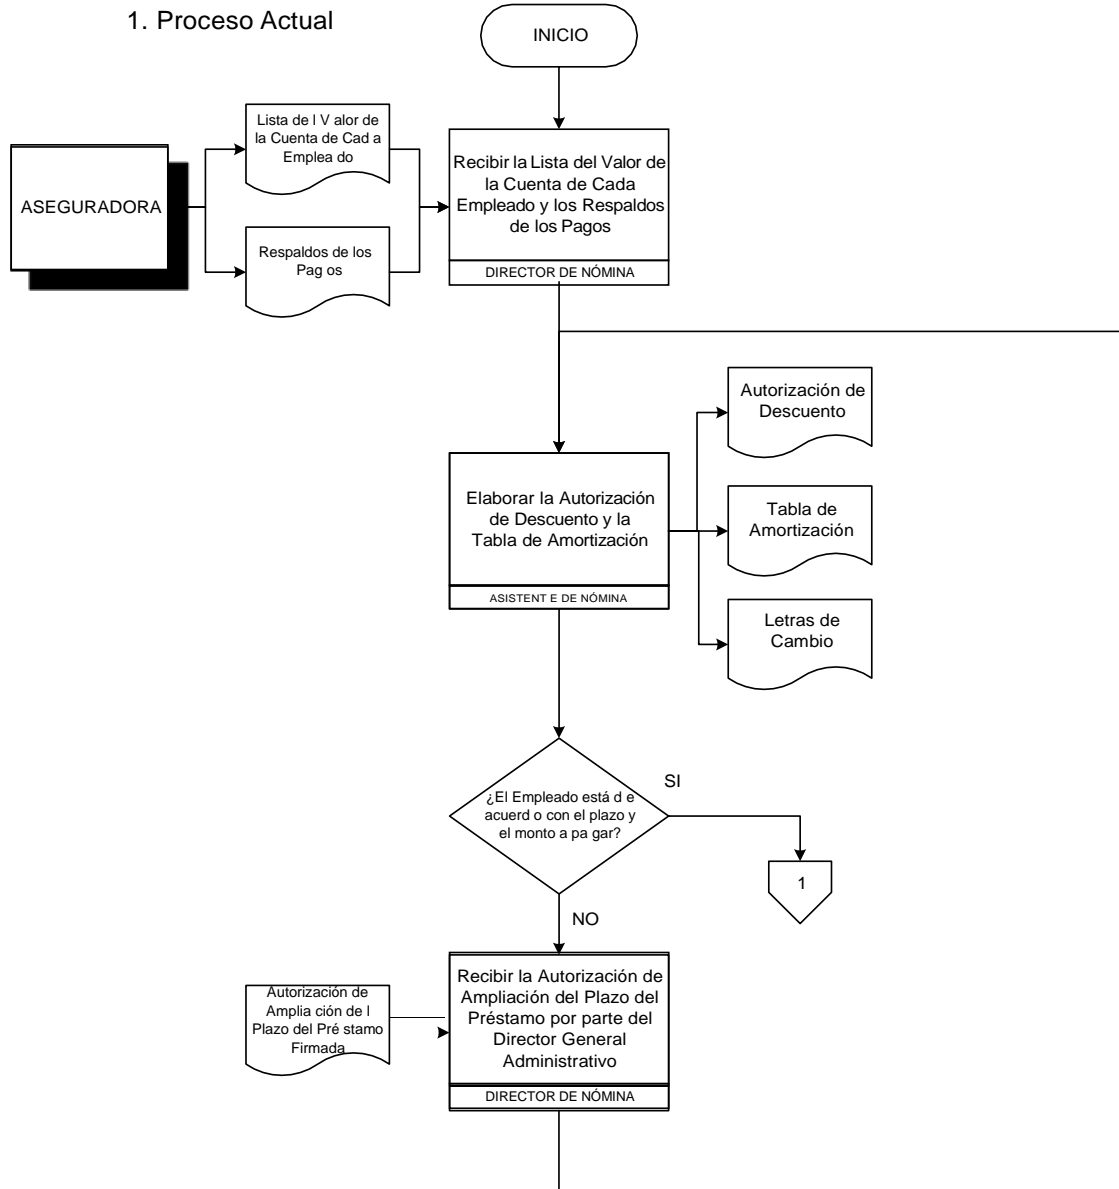 1. Proceso Actual
INICIO
Lista de l V alor de
la Cuenta de Cad a
Emplea do
ASEGURADORA
Respaldos de los
Pag os
Recibir la Lista del Valor de
la Cuenta de Cada
Empleado y los Respaldos
de los Pagos
DIRECTOR DE NÓMINA
Autorización de
Descuento
Elaborar la Autorización
de Descuento y la
Tabla de Amortización
ASISTENT E DE NÓMINA
Tabla de
Amortización
Letras de
Cambio
¿El Empleado está d e
acuerd o con el plazo y
el monto a pa gar?
SI
1
NO
Autorización de
Amplia ción de l
Plazo del Pré stamo
Firmada
Recibir la Autorización de
Ampliación del Plazo del
Préstamo por parte del
Director General
Administrativo
DIRECTOR DE NÓMINA